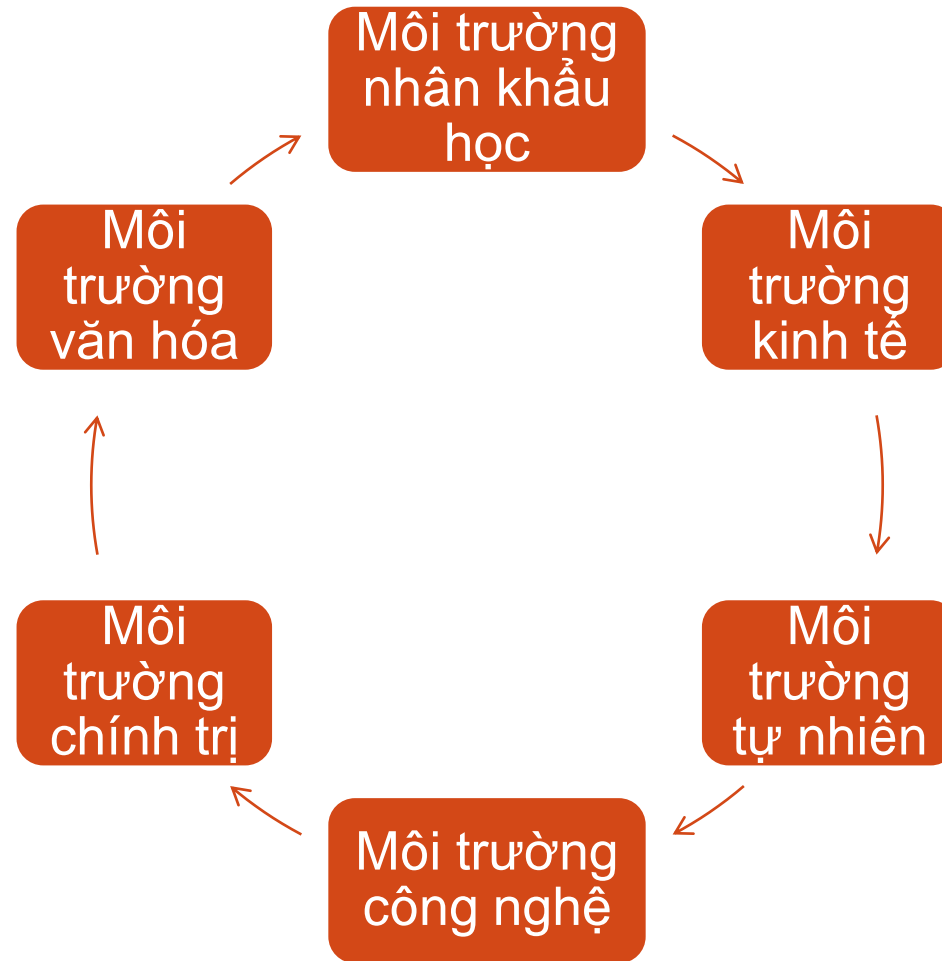 Môi trường
nhân khẩu
học
Môi
trường
kinh tế
Môi
trường
tự nhiên
Môi trường
công nghệ
Môi
trường
chính trị
Môi
trường
văn hóa